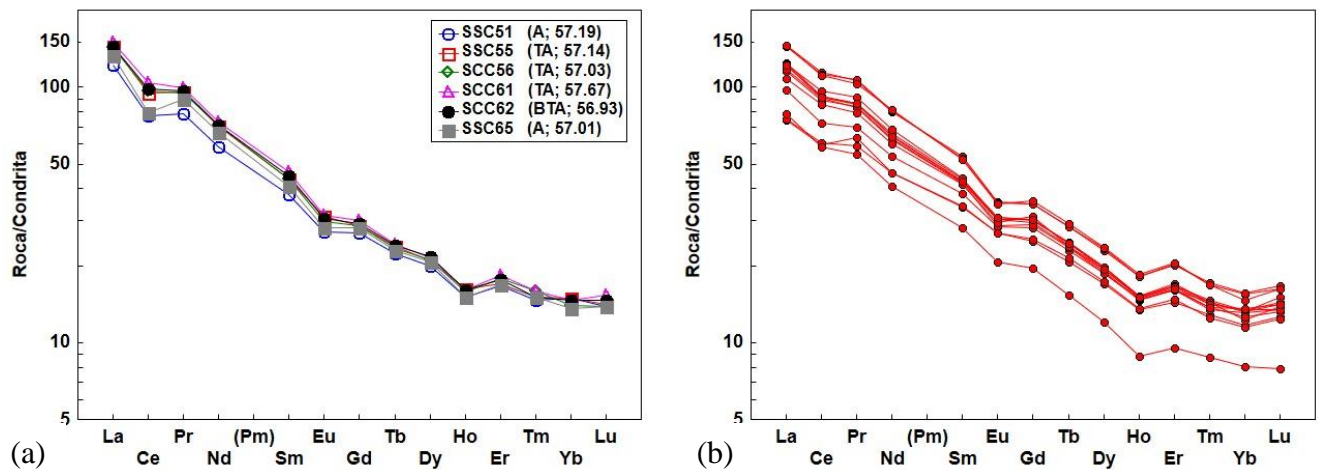 150
100
50
10
5
Roca/Condrita
SSC51 (A; 57.19)
SSC55 (TA; 57.14)
SCC56 (TA; 57.03)
SCC61 (TA; 57.67)
SCC62 (BTA; 56.93)
SSC65 (A; 57.01)
La Pr (Pm) Eu Tb Ho Tm Lu
Ce Nd Sm Gd Dy Er Yb
(a)
150
100
50
10
5
Roca/Condrita
La Pr (Pm) Eu Tb Ho Tm Lu
Ce Nd Sm Gd Dy Er Yb
(b)